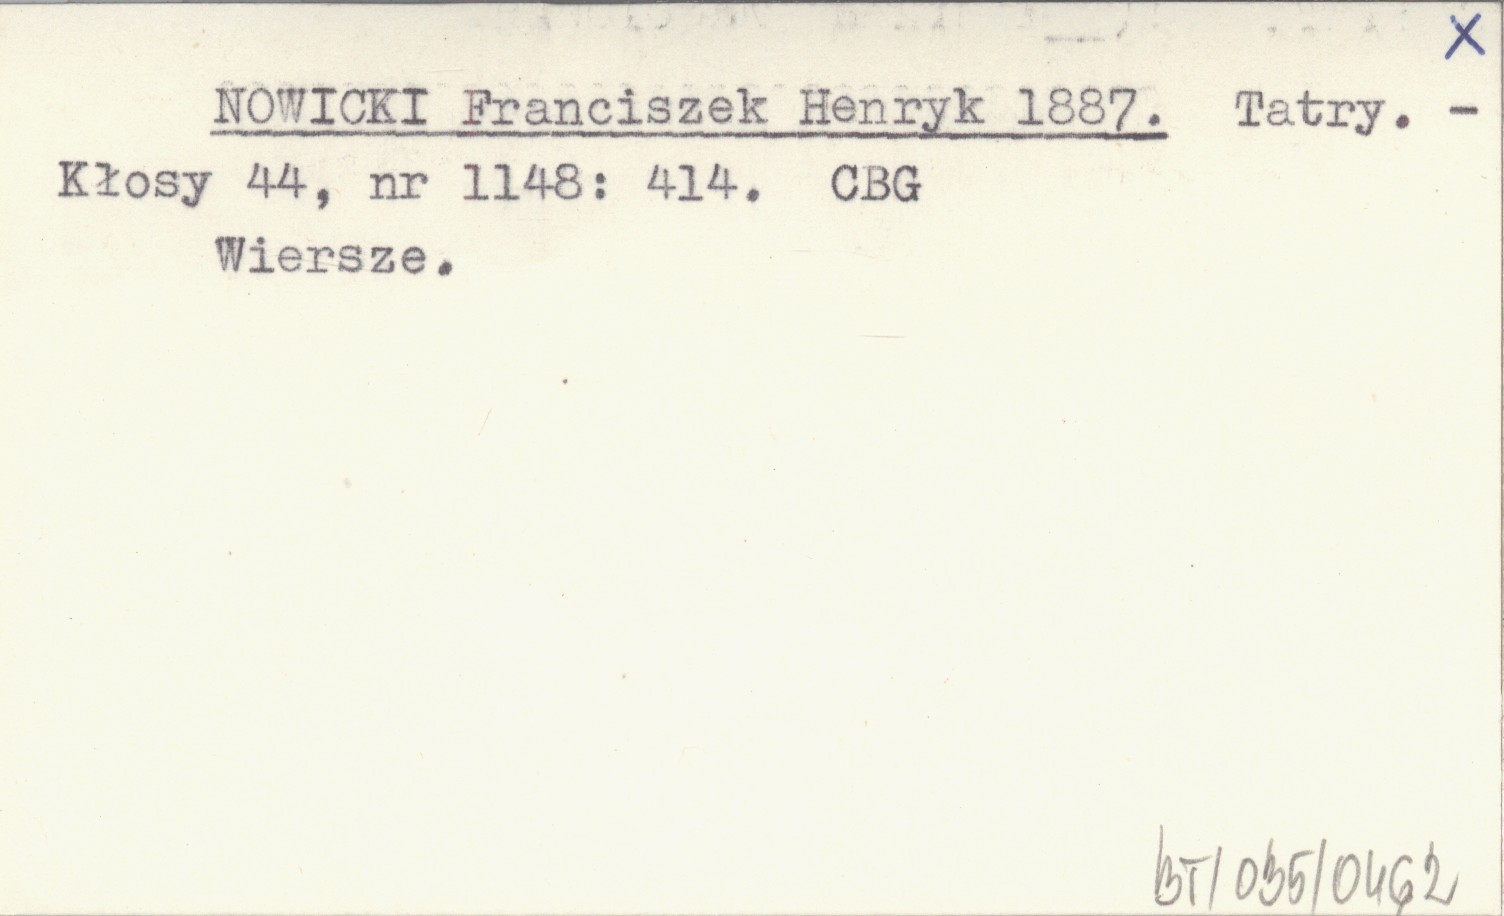 X
NOWICKI Franciszek Henryk 1887. Tatry. -
Kłosy 44, nr 1148: 414. CBG
Wiersze.
BT/035/0462